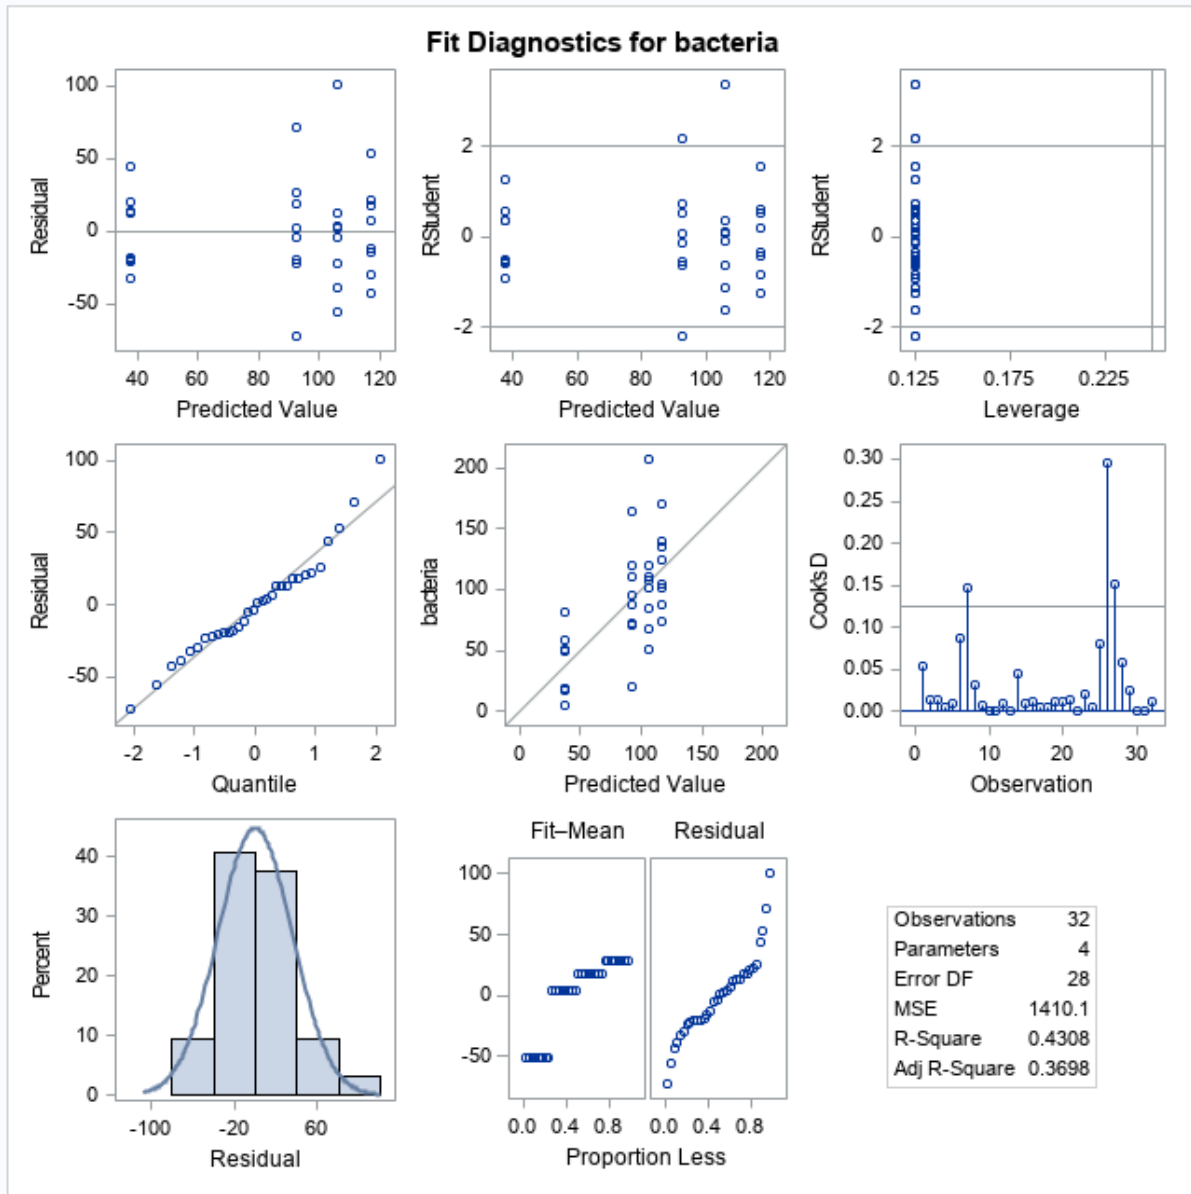 Fit Diagnostics for bacteria
100
50
0
-50
Residual
40 60 80 100 120
Predicted Value
2
0
-2
RStudent
40 60 80 100 120
Predicted Value
2
0
-2
RStudent
0.125 0.175 0.225
Leverage
100
50
0
-50
Residual
-2 -1 0 1 2
Quantile
200
150
100
50
0
bacteria
0 50 100 150 200
Predicted Value
0.30
0.25
0.20
0.15
0.10
0.05
0.00
Cook's D
0 10 20 30
Observation
40
30
20
10
0
Percent
-100 -20 60
Residual
Fit–Mean Residual
100
50
0
-50
0.0 0.4 0.8 0.0 0.4 0.8
Proportion Less
Observations 32
Parameters 4
Error DF 28
MSE 1410.1
R-Square 0.4308
Adj R-Square 0.3698